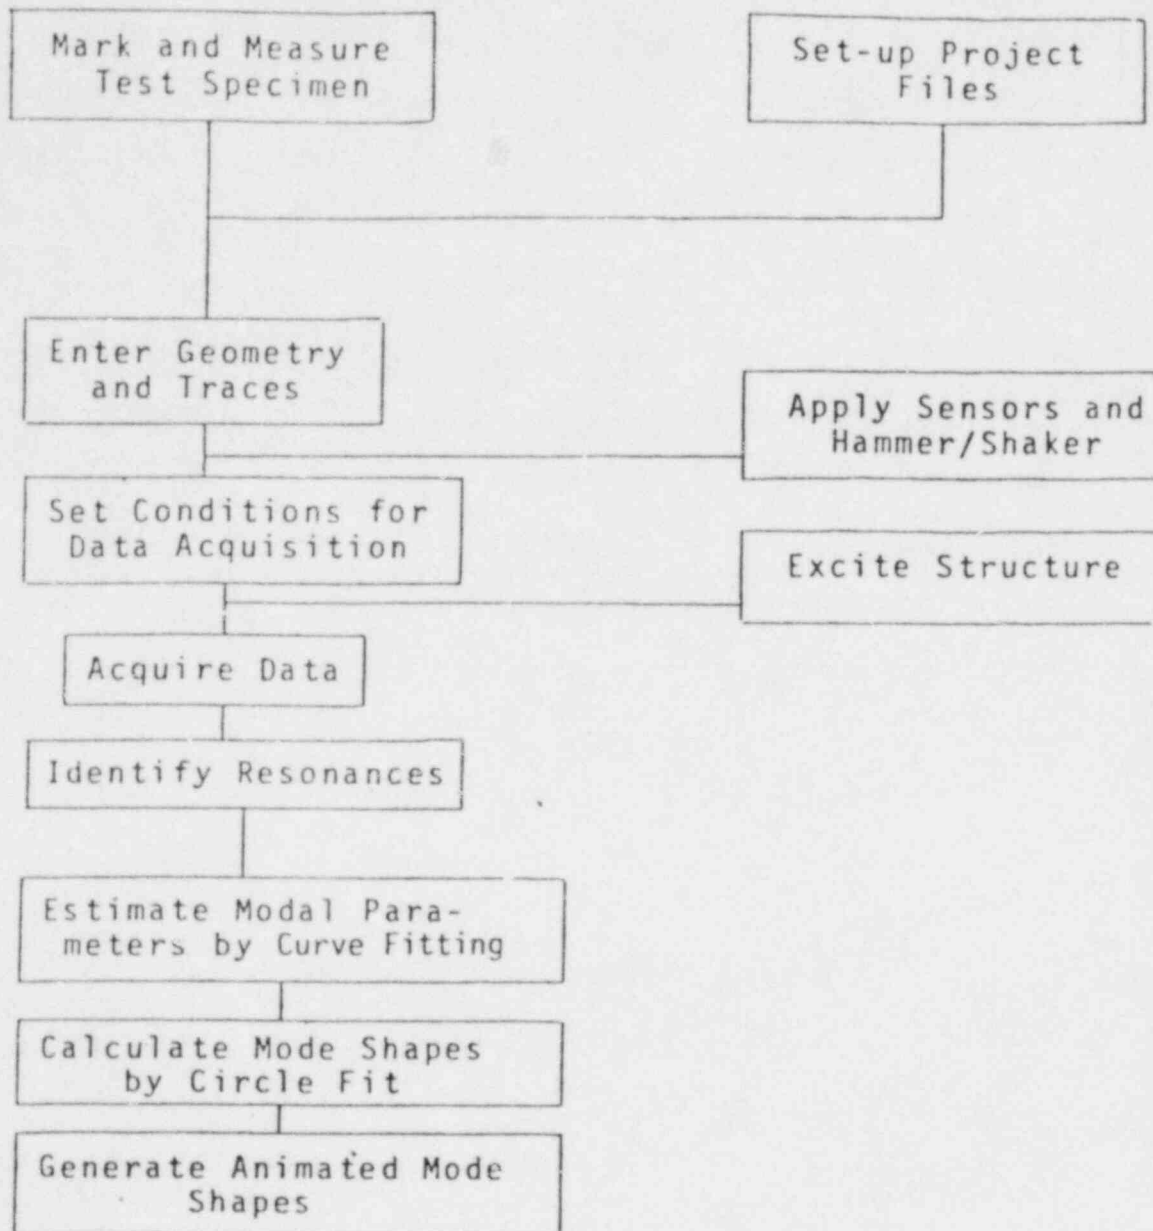 Mark and Measure
Test Specimen
Set-up Project
Files
Enter Geometry
and Traces
Apply Sensors and
Hammer/Shaker
Set Conditions for
Data Acquisition
Excite Structure
Acquire Data
Identify Resonances
Estimate Modal Para-
meters by Curve Fitting
Calculate Mode Shapes
by Circle Fit
Generate Animated Mode
Shapes